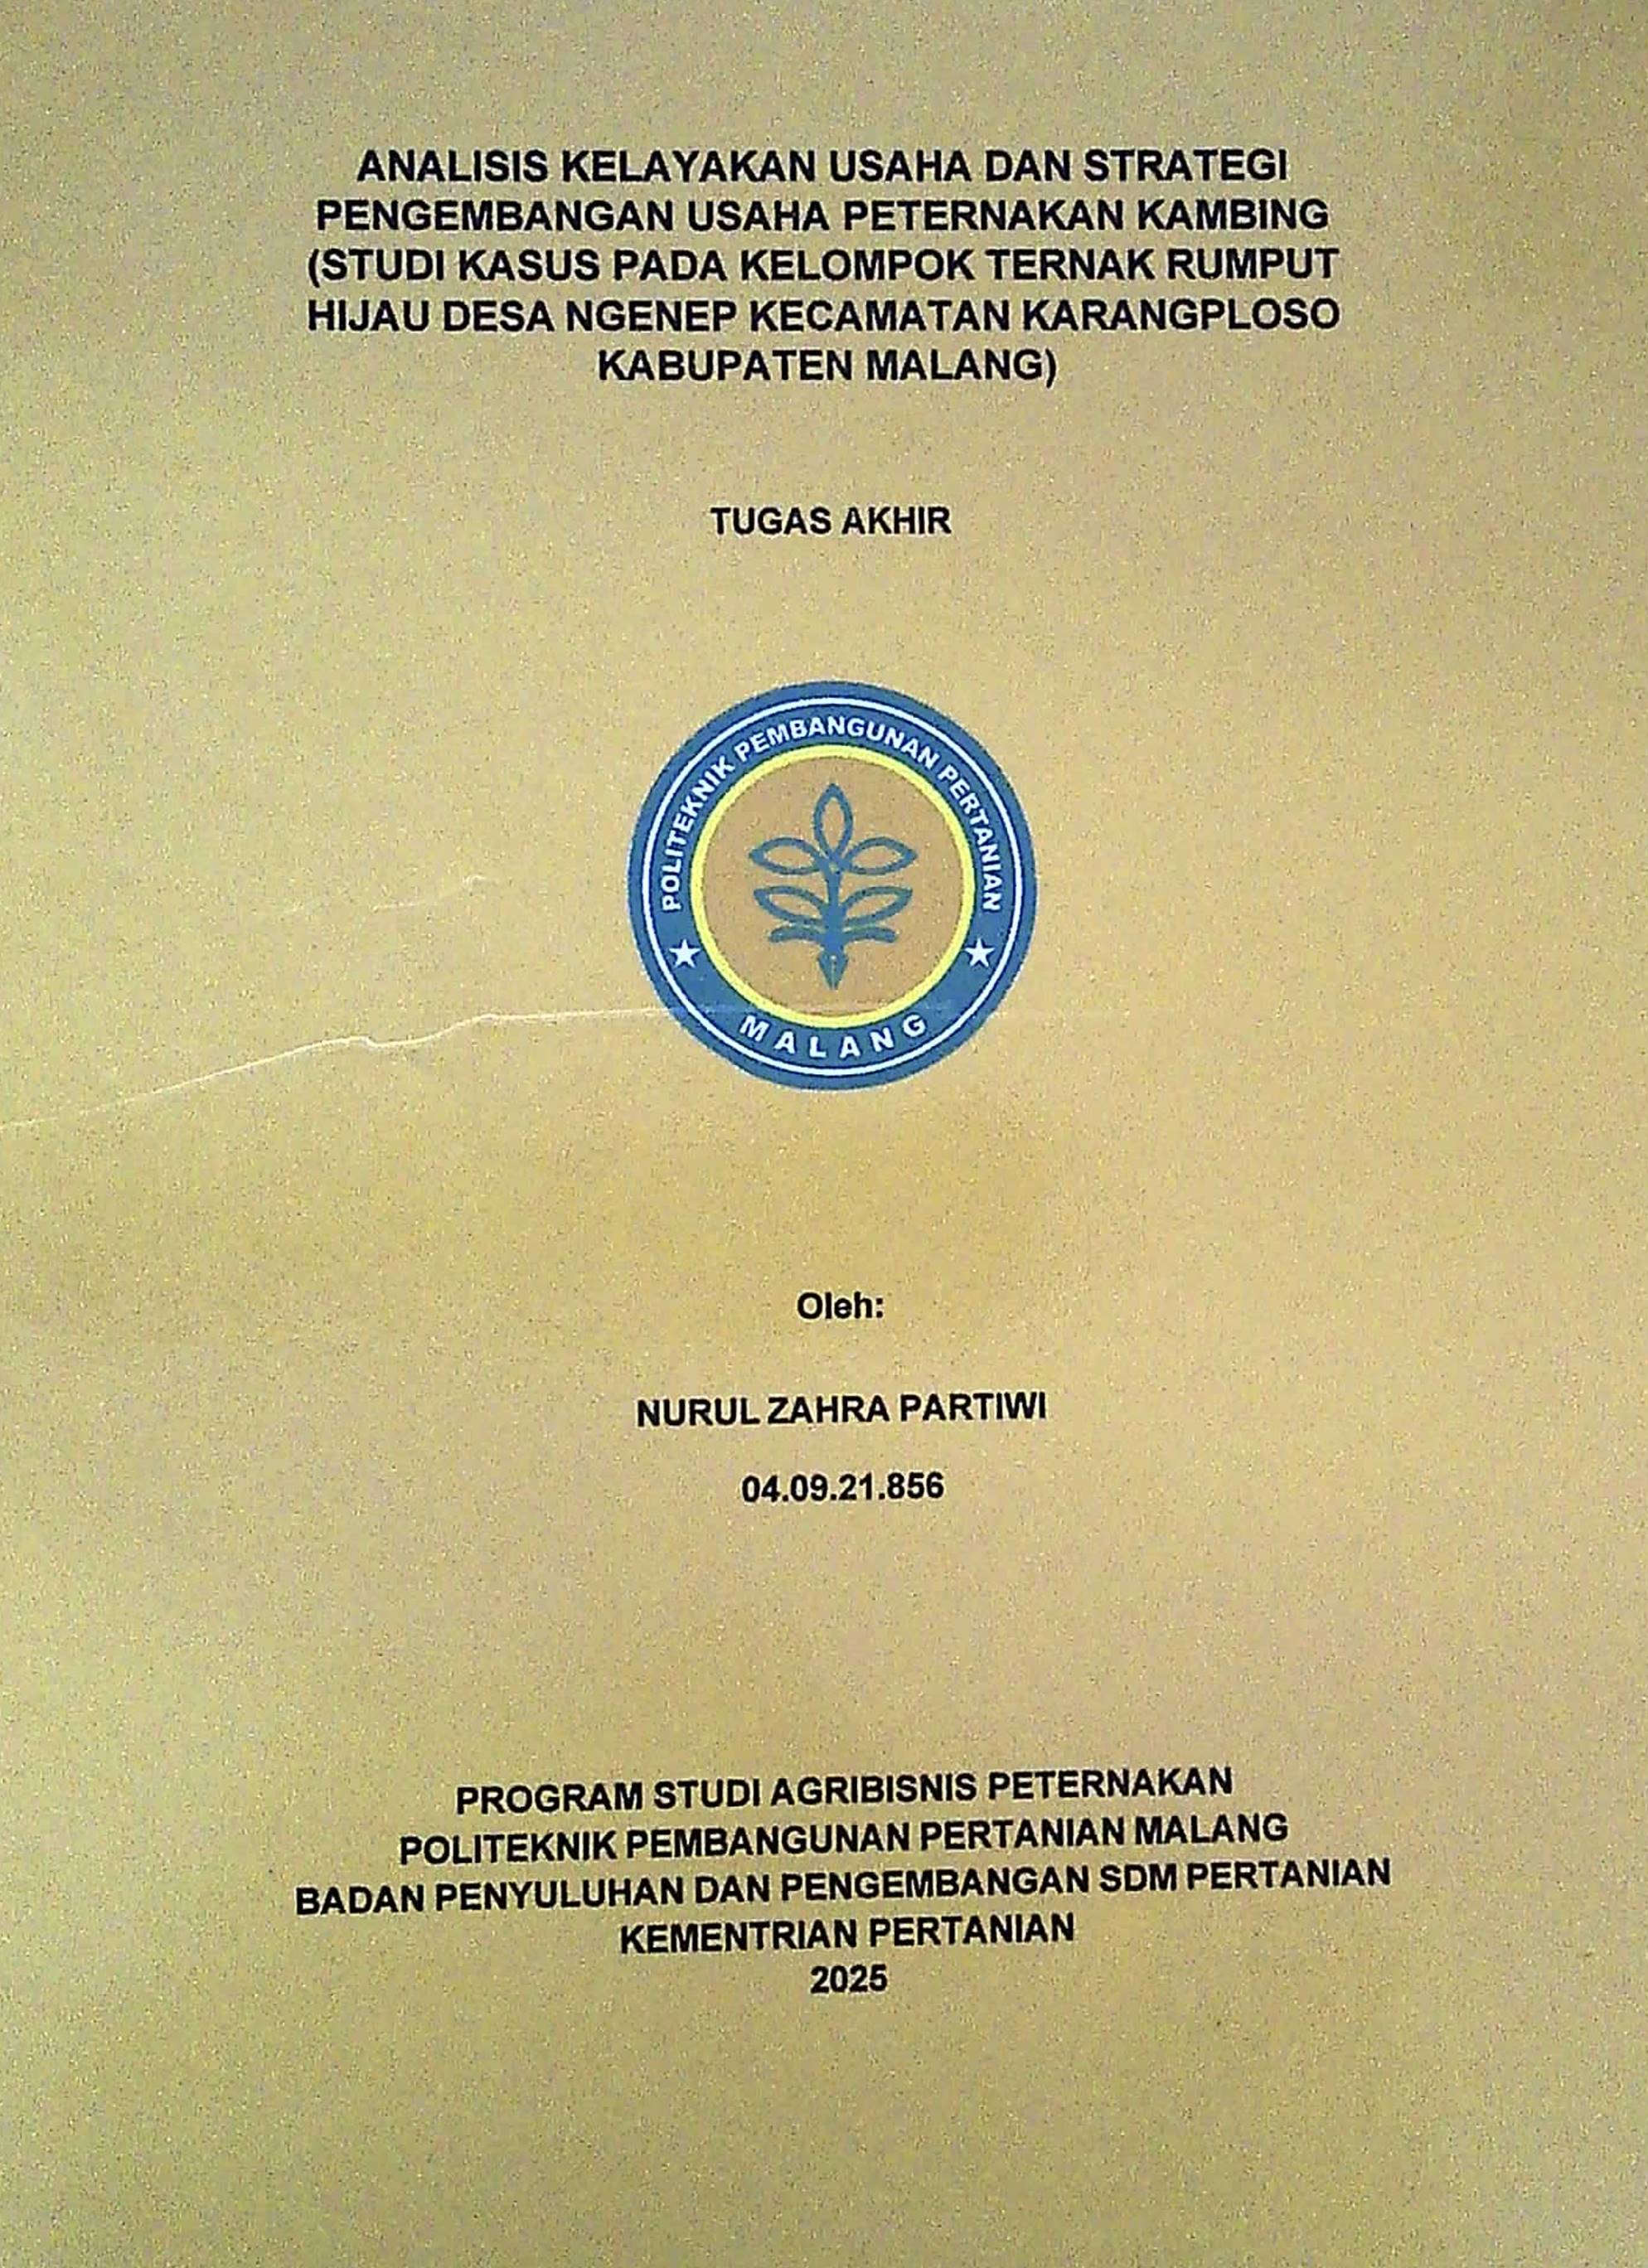 ANALISIS KELAYAKAN USAHA DAN STRATEGI
PENGEMBANGAN USAHA PETERNAKAN KAMBING
(STUDI KASUS PADA KELOMPOK TERNAK RUMPUT
HIJAU DESA NGENEP KECAMATAN KARANGPLOSO
KABUPATEN MALANG)
TUGAS AKHIR
POLITEKNIK PEMBANGUNAN PERTANIAN
MALANG
Oleh:
NURUL ZAHRA PARTIWI
04.09.21.856
PROGRAM STUDI AGRIBISNIS PETERNAKAN
POLITEKNIK PEMBANGUNAN PERTANIAN MALANG
BADAN PENYULUHAN DAN PENGEMBANGAN SDM PERTANIAN
KEMENTRIAN PERTANIAN
2025